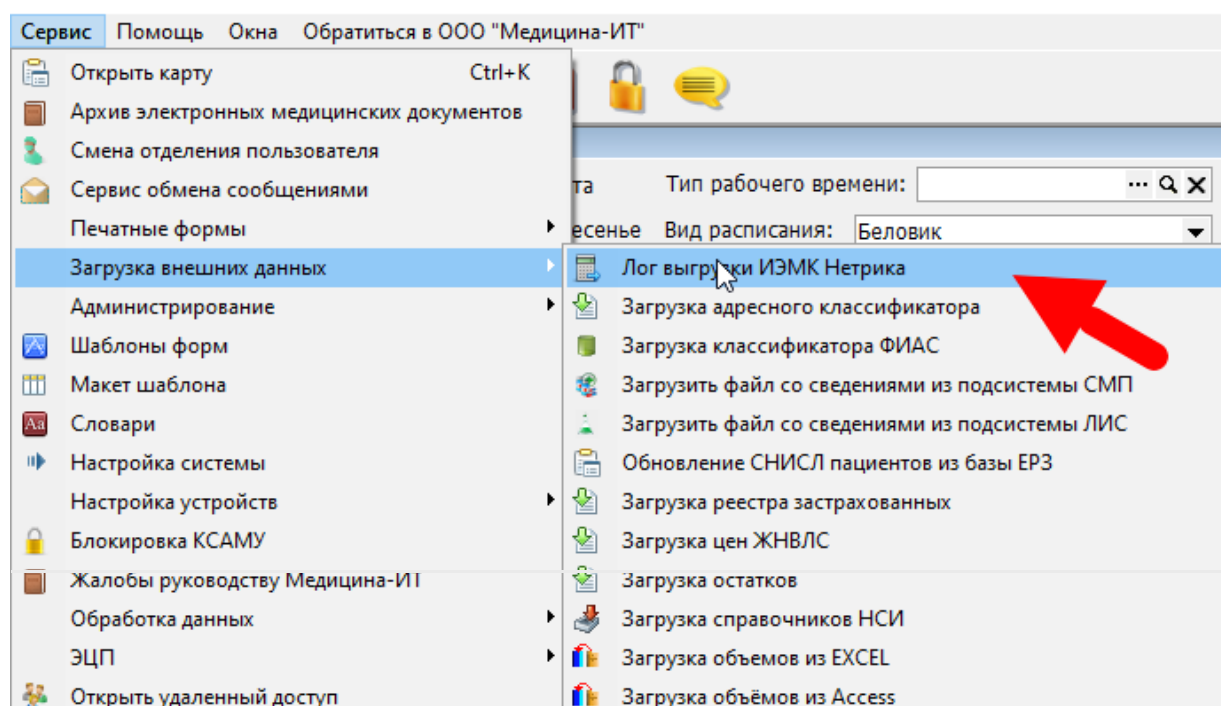 Сервис Помощь Окна Обратиться в ООО "Медицина-ИТ"
Открыть карту Ctrl+K
Архив электронных медицинских документов
Смена отделения пользователя
Сервис обмена сообщениями
Печатные формы
Загрузка внешних данных
Администрирование
Шаблоны форм
Макет шаблона
Словари
Настройка системы
Настройка устройств
Блокировка КСАМУ
Жалобы руководству Медицина-ИТ
Обработка данных
ЭЦП
Открыть удаленный доступ
та Тип рабочего времени:
есенье Вид расписания: Беловик
Лог выгрузки ИЭМК Нетрика
Загрузка адресного классификатора
Загрузка классификатора ФИАС
Загрузить файл со сведениями из подсистемы СМП
Загрузить файл со сведениями из подсистемы ЛИС
Обновление СНИСЛ пациентов из базы ЕРЗ
Загрузка реестра застрахованных
Загрузка цен ЖНВЛС
Загрузка остатков
Загрузка справочников НСИ
Загрузка объемов из EXCEL
Загрузка объёмов из Access